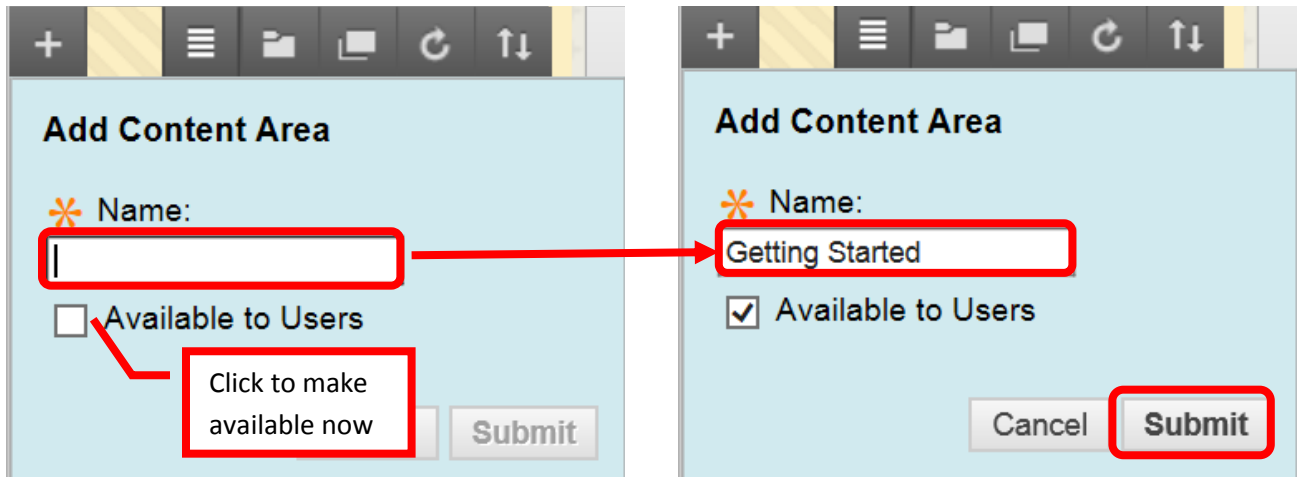 Add Content Area
Name:
Available to Users
Click to make
available now
Submit
Add Content Area
Name:
Getting Started
Available to Users
Cancel
Submit